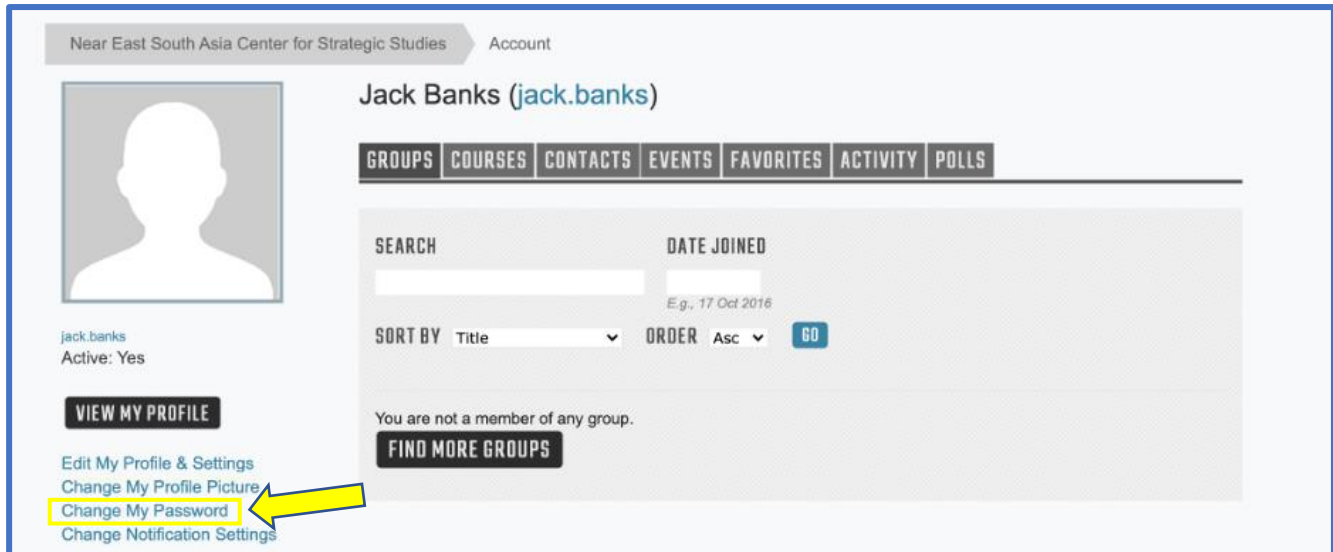 Near East South Asia Center for Strategic Studies Account
Jack Banks (jack.banks)
GROUPS COURSES CONTACTS EVENTS FAVORITES ACTIVITY POLLS
SEARCH DATE JOINED
E.g., 17 Oct 2016
SORT BY Title ORDER Asc GO
You are not a member of any group.
FIND MORE GROUPS
jack.banks
Active: Yes
VIEW MY PROFILE
Edit My Profile & Settings
Change My Profile Picture
Change My Password
Change Notification Settings